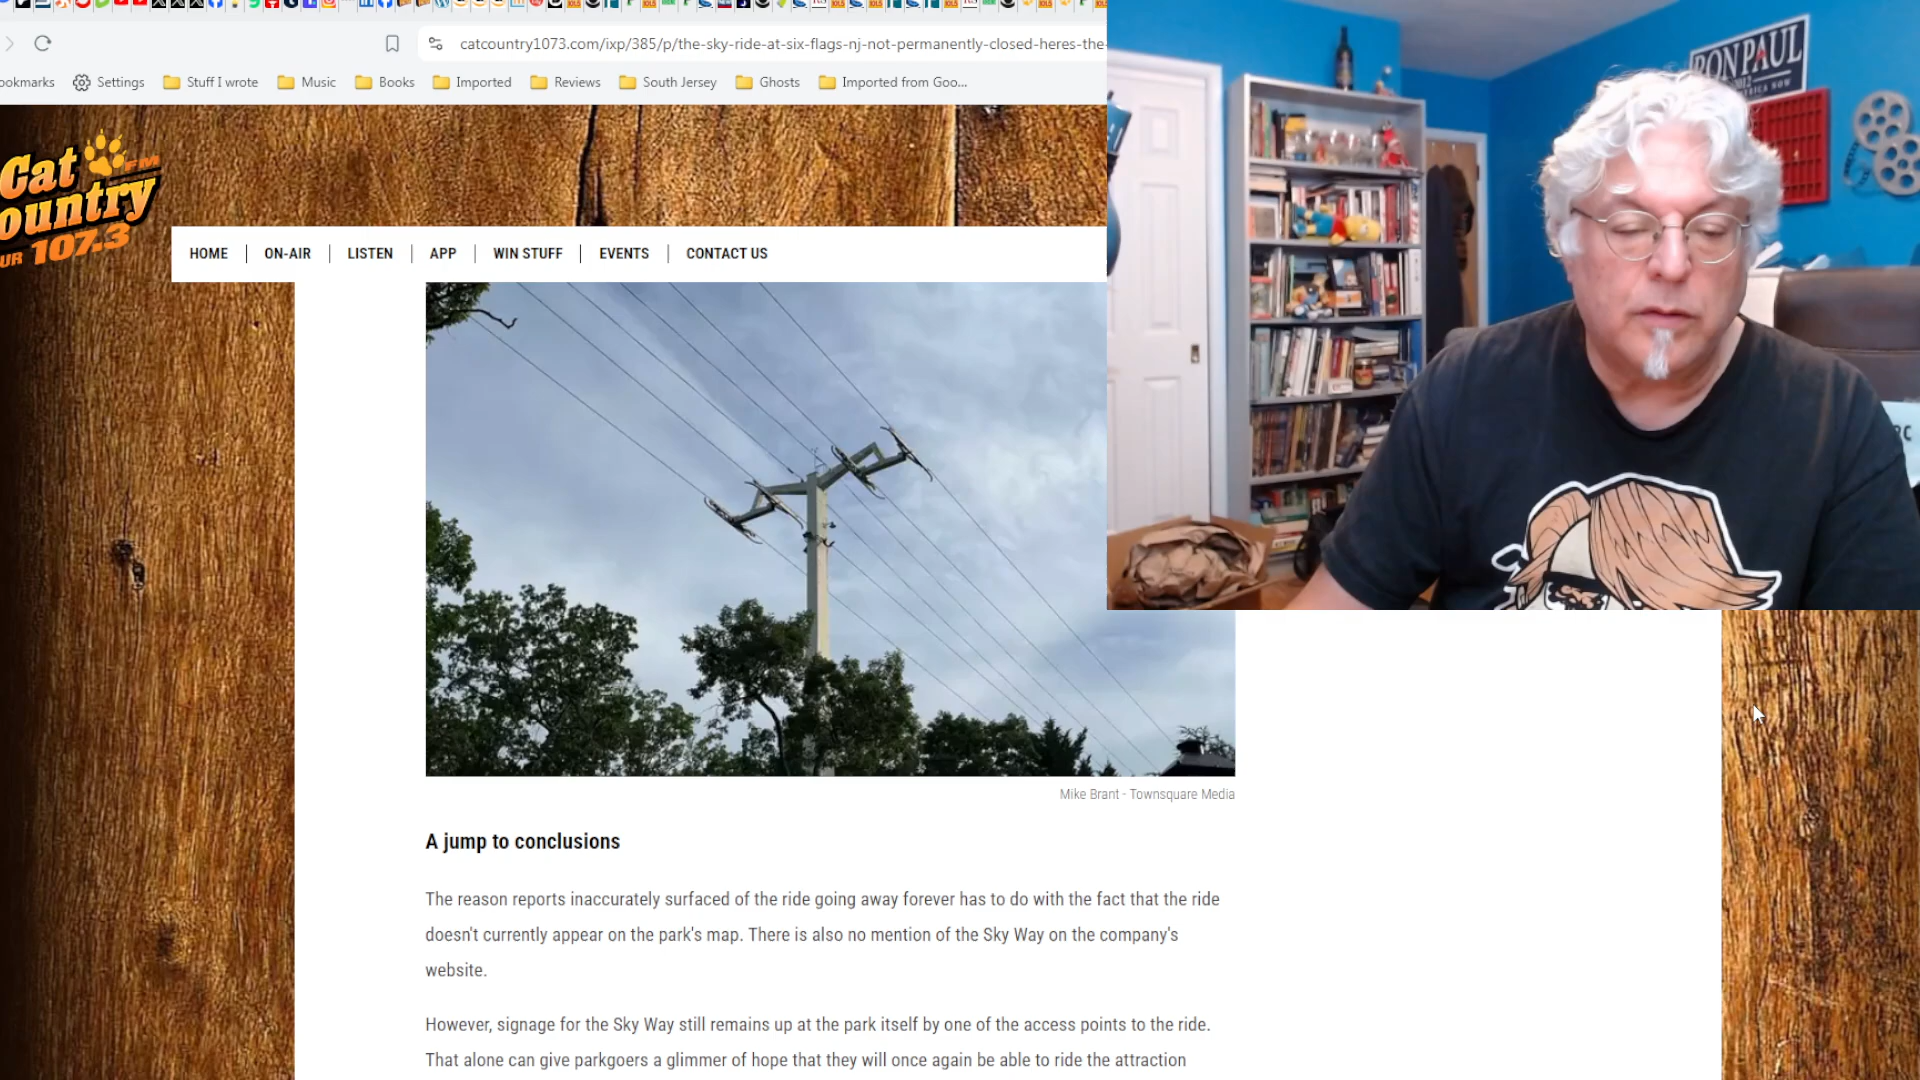 catcountry1073.com/ixp/385/p/the-sky-ride-at-six-flags-nj-not-permanently-closed-heres-the-
ookmarks Settings Stuff I wrote Music Books Imported Reviews South Jersey Ghosts Imported from Goo...
RON PAUL
2012
Cat
FM
ountry
UR 107.3
HOME ON-AIR LISTEN APP WIN STUFF EVENTS CONTACT US
RC
Mike Brant - Townsquare Media
A jump to conclusions
The reason reports inaccurately surfaced of the ride going away forever has to do with the fact that the ride
doesn't currently appear on the park's map. There is also no mention of the Sky Way on the company's
website.
However, signage for the Sky Way still remains up at the park itself by one of the access points to the ride.
That alone can give parkgoers a glimmer of hope that they will once again be able to ride the attraction